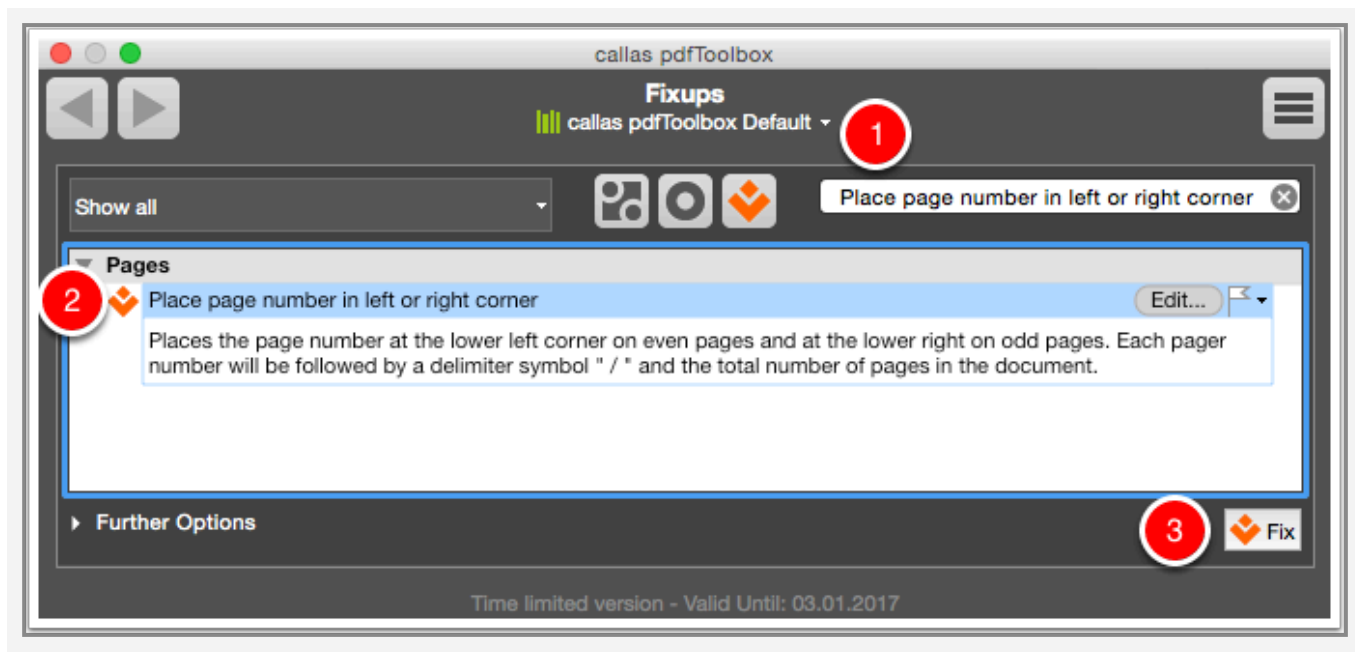 callas pdfToolbox
Fixups
callas pdfToolbox Default
1
Show all
Place page number in left or right corner
Pages
2
Place page number in left or right corner
Edit...
Places the page number at the lower left corner on even pages and at the lower right on odd pages. Each pager
number will be followed by a delimiter symbol " / " and the total number of pages in the document.
Further Options
3
Fix
Time limited version - Valid Until: 03.01.2017